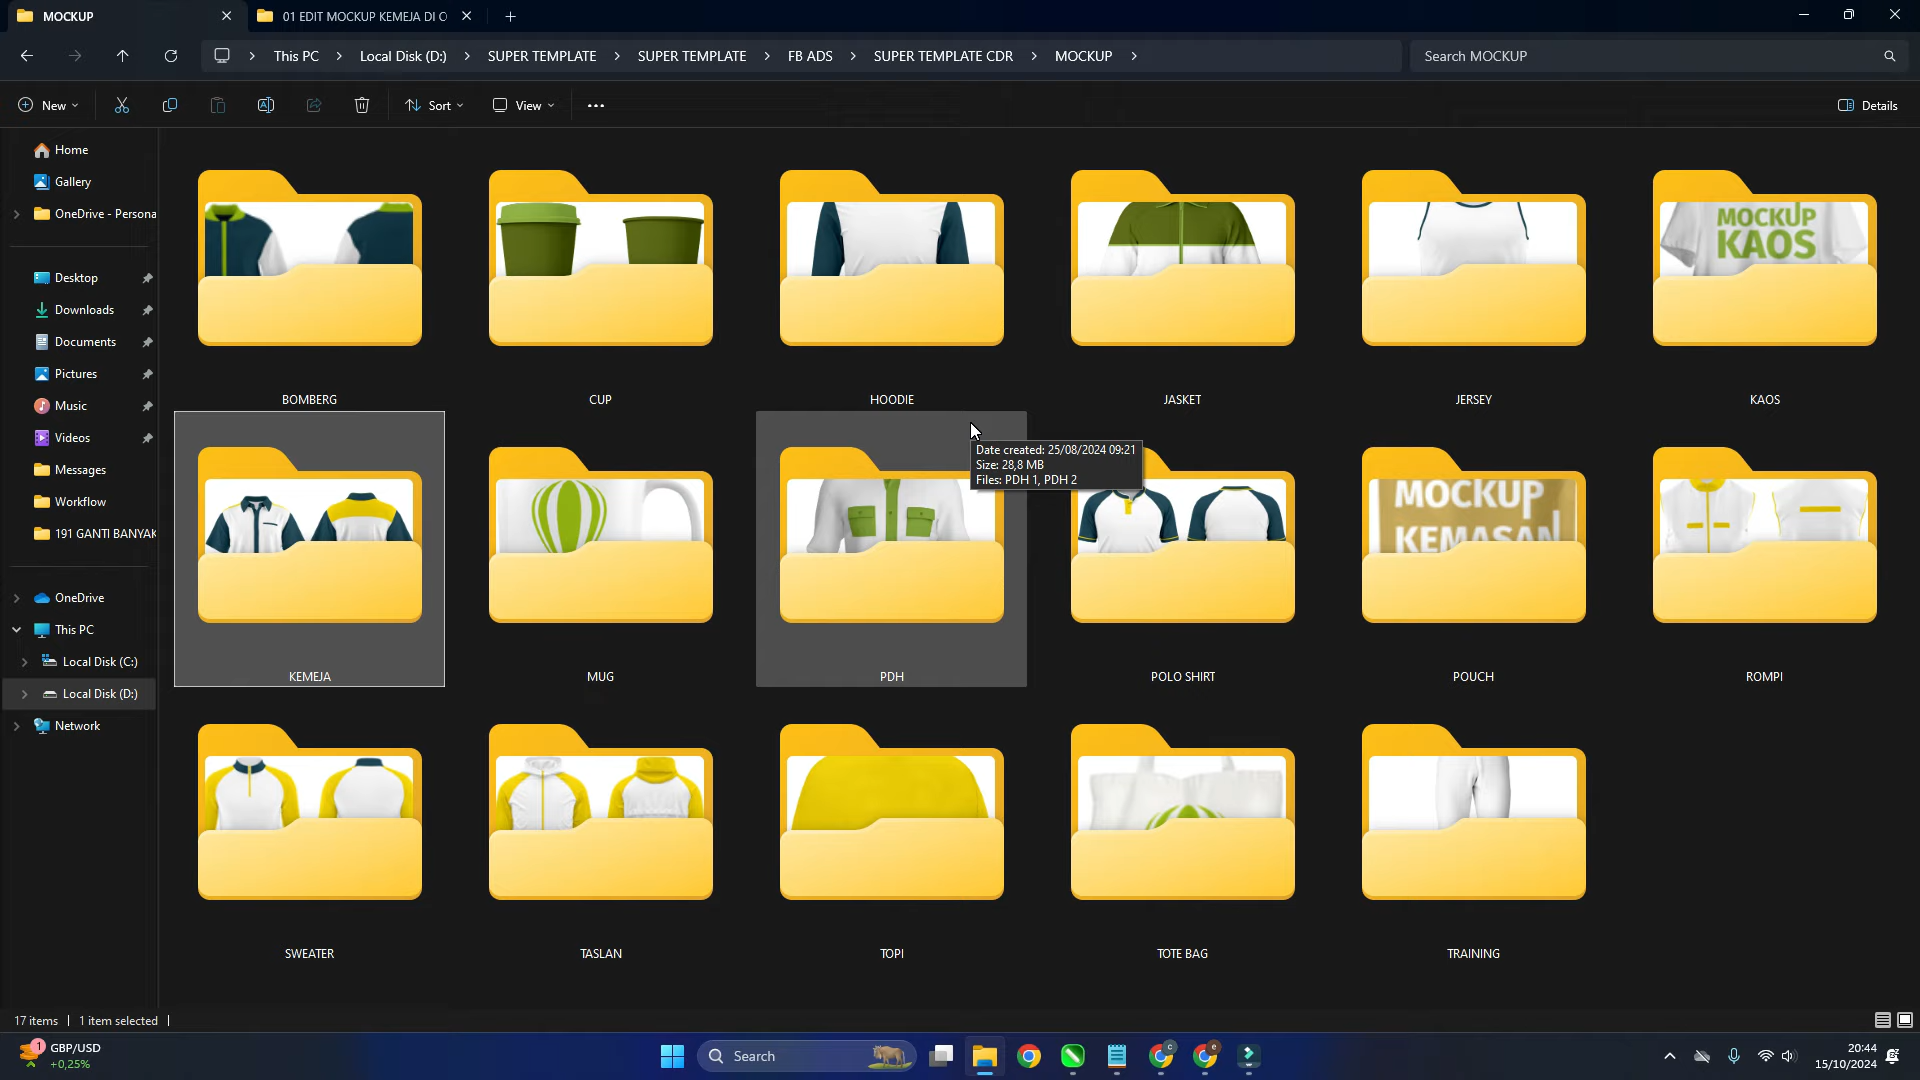 MOCKUP
01 EDIT MOCKUP KEMEJA DI C
This PC
Local Disk (D:)
SUPER TEMPLATE
SUPER TEMPLATE
FB ADS
SUPER TEMPLATE CDR
MOCKUP
Search MOCKUP
New
Sort
View
Details
Home
Gallery
OneDrive - Persona
Desktop
Downloads
Documents
Pictures
Music
Videos
Messages
Workflow
191 GANTI BANYAK
OneDrive
This PC
Local Disk (C:)
Local Disk (D:)
Network
MOCKUP
KAOS
BOMBERG
CUP
HOODIE
JASKET
JERSEY
KAOS
Date created: 25/08/2024 09:21
Size: 28,8 MB
Files: PDH 1, PDH 2
MOCKUP
KEMASAN
KEMEJA
MUG
PDH
POLO SHIRT
POUCH
ROMPI
SWEATER
TASLAN
TOPI
TOTE BAG
TRAINING
17 items
1 item selected
1
GBP/USD
+0,25%
Search
C
e
20:44
15/10/2024